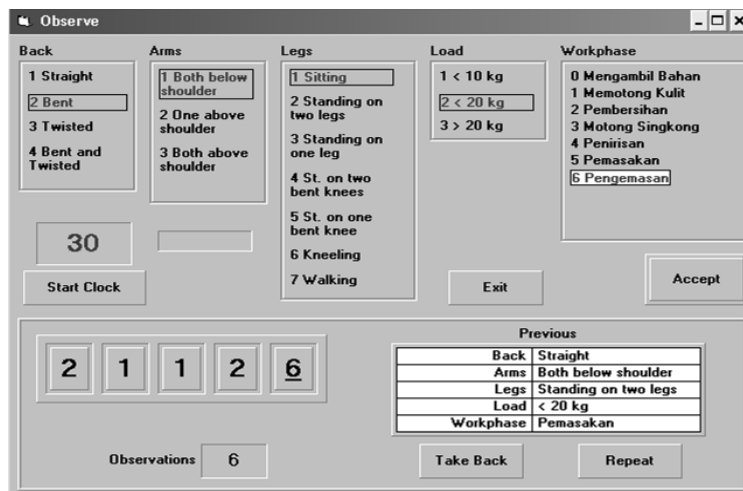 Observe
Back
1 Straight
2 Bent
3 Twisted
4 Bent and
Twisted
Arms
1 Both below
shoulder
2 One above
shoulder
3 Both above
shoulder
Legs
1 Sitting
2 Standing on
two legs
3 Standing on
one leg
4 St. on two
bent knees
5 St. on one
bent knee
6 Kneeling
7 Walking
Load
1 < 10 kg
2 < 20 kg
3 > 20 kg
Workphase
0 Mengambil Bahan
1 Memotong Kulit
2 Pembersihan
3 Motong Singkong
4 Penirisan
5 Pemasakan
6 Pengemasan
30
Start Clock
Exit
Accept
2 1 1 2 6
Observations 6
Previous
Back Straight
Arms Both below shoulder
Legs Standing on two legs
Load < 20 kg
Workphase Pemasakan
Take Back
Repeat